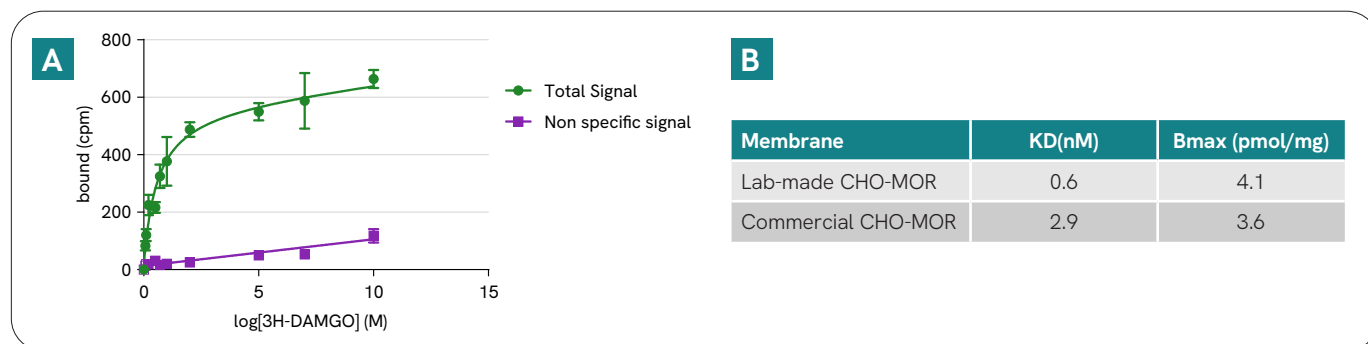 A
800
600
400
200
0
bound (cpm)
0 5 10 15
log[3H-DAMGO] (M)
Total Signal
Non specific signal
B
Membrane KD(nM) Bmax (pmol/mg)
Lab-made CHO-MOR 0.6 4.1
Commercial CHO-MOR 2.9 3.6